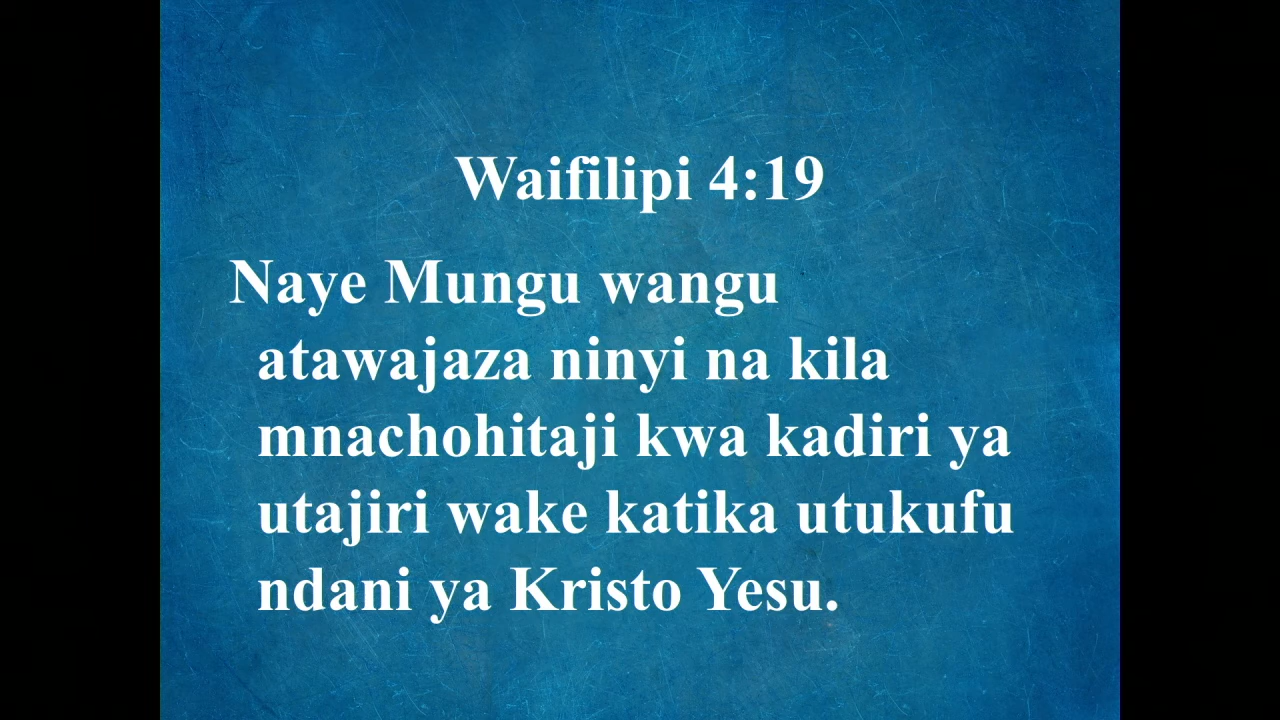 Waifilipi 4:19
Naye Mungu wangu
atawajaza ninyi na kila
mnachohitaji kwa kadiri ya
utajiri wake katika utukufu
ndani ya Kristo Yesu.